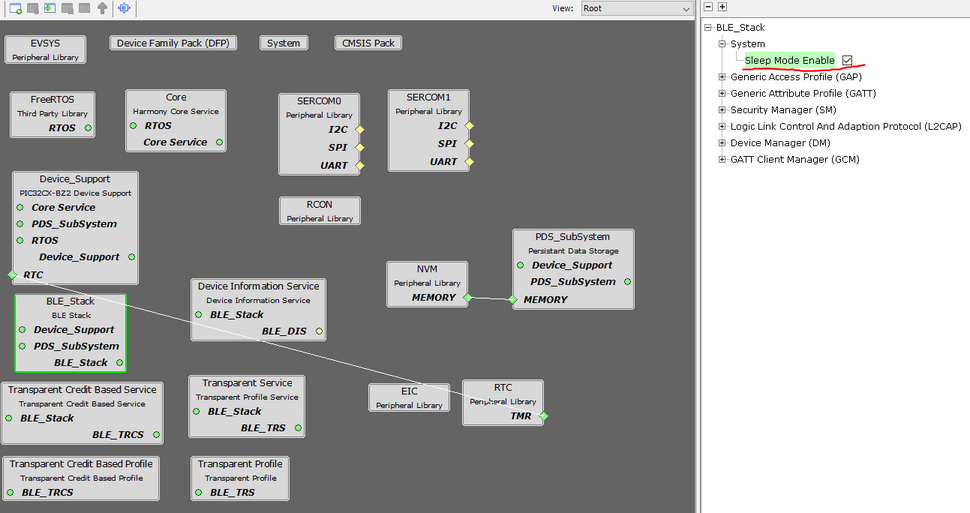 View: Root
EVSYS
Peripheral Library
Device Family Pack (DFP)
System
CMSIS Pack
FreeRTOS
Third Party Library
RTOS
Core
Harmony Core Service
RTOS
Core Service
SERCOM0
Peripheral Library
I2C
SPI
UART
SERCOM1
Peripheral Library
I2C
SPI
UART
Device_Support
PIC32CX-BZ2 Device Support
Core Service
PDS_SubSystem
RTOS
Device_Support
RTC
RCON
Peripheral Library
PDS_SubSystem
Persistant Data Storage
Device_Support
PDS_SubSystem
MEMORY
NVM
Peripheral Library
MEMORY
BLE_Stack
BLE Stack
Device_Support
PDS_SubSystem
BLE_Stack
Device Information Service
Device Information Service
BLE_Stack
BLE_DIS
Transparent Credit Based Service
Transparent Credit Based Service
BLE_Stack
BLE_TRCS
Transparent Service
Transparent Profile Service
BLE_Stack
BLE_TRS
EIC
Peripheral Library
RTC
Peripheral Library
TMR
Transparent Credit Based Profile
Transparent Credit Based Profile
BLE_TRCS
Transparent Profile
Transparent Profile
BLE_TRS
BLE_Stack
System
Sleep Mode Enable
Generic Access Profile (GAP)
Generic Attribute Profile (GATT)
Security Manager (SM)
Logic Link Control And Adaption Protocol (L2CAP)
Device Manager (DM)
GATT Client Manager (GCM)